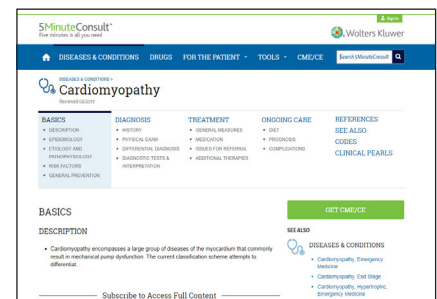 5MinuteConsult
Five minutes is all you need
Sign In
Wolters Kluwer
DISEASES & CONDITIONS DRUGS FOR THE PATIENT TOOLS CME/CE Search 5MinuteConsult
DISEASES & CONDITIONS >
Cardiomyopathy
Reviewed 06/2017
BASICS
• DESCRIPTION
• EPIDEMIOLOGY
• ETIOLOGY AND PATHOPHYSIOLOGY
• RISK FACTORS
• GENERAL PREVENTION
DIAGNOSIS
• HISTORY
• PHYSICAL EXAM
• DIFFERENTIAL DIAGNOSIS
• DIAGNOSTIC TESTS & INTERPRETATION
TREATMENT
• GENERAL MEASURES
• MEDICATION
• ISSUES FOR REFERRAL
• ADDITIONAL THERAPIES
ONGOING CARE
• DIET
• PROGNOSIS
• COMPLICATIONS
REFERENCES
SEE ALSO
CODES
CLINICAL PEARLS
BASICS
DESCRIPTION
• Cardiomyopathy encompasses a large group of diseases of the myocardium that commonly
result in mechanical pump dysfunction. The current classification scheme attempts to
differentiat...
Subscribe to Access Full Content
GET CME/CE
SEE ALSO
DISEASES & CONDITIONS
• Cardiomyopathy, Emergency
Medicine
• Cardiomyopathy, End Stage
• Cardiomyopathy, Hypertrophic,
Emergency Medicine